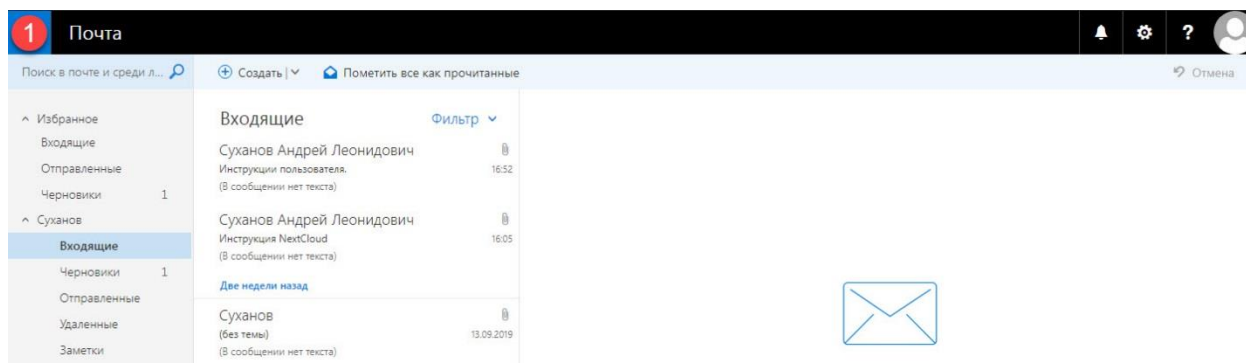 1 Почта ?
Поиск в почте и среди л... Создать Пометить все как прочитанные Отмена
Избранное
Входящие
Отправленные
Черновики 1
Суханов
Входящие
Черновики 1
Отправленные
Удаленные
Заметки
Входящие Фильтр
Суханов Андрей Леонидович
Инструкции пользователя. 16:52
(В сообщении нет текста)
Суханов Андрей Леонидович
Инструкция NextCloud 16:05
(В сообщении нет текста)
Две недели назад
Суханов
(без темы) 13.09.2019
(В сообщении нет текста)